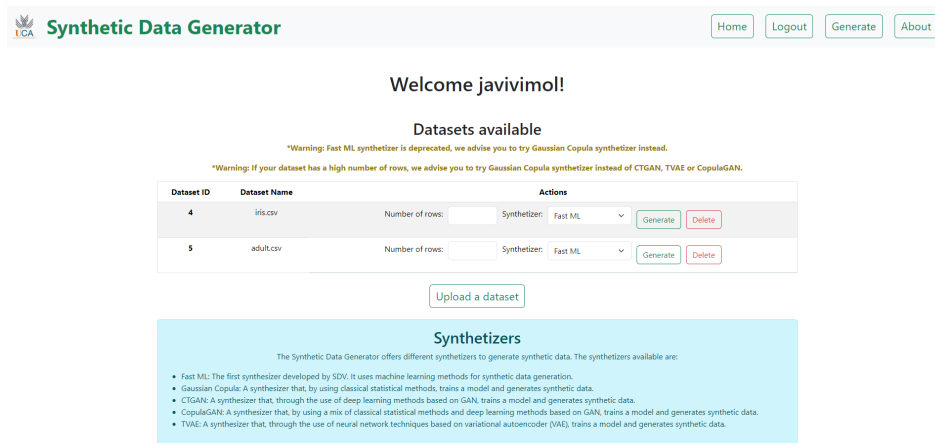 UCA
Synthetic Data Generator
Home Logout Generate About
Welcome javivimol!
Datasets available
*Warning: Fast ML synthetizer is deprecated, we advise you to try Gaussian Copula synthetizer instead.
*Warning: If your dataset has a high number of rows, we advise you to try Gaussian Copula synthetizer instead of CTGAN, TVAE or CopulaGAN.
Dataset ID Dataset Name Actions
4 iris.csv Number of rows: Synthetizer: Fast ML Generate Delete
5 adult.csv Number of rows: Synthetizer: Fast ML Generate Delete
Upload a dataset
Synthetizers
The Synthetic Data Generator offers different synthetizers to generate synthetic data. The synthetizers available are:
• Fast ML: The first synthesizer developed by SDV. It uses machine learning methods for synthetic data generation.
• Gaussian Copula: A synthesizer that, by using classical statistical methods, trains a model and generates synthetic data.
• CTGAN: A synthesizer that, through the use of deep learning methods based on GAN, trains a model and generates synthetic data.
• CopulaGAN: A synthesizer that, by using a mix of classical statistical methods and deep learning methods based on GAN, trains a model and generates synthetic data.
• TVAE: A synthesizer that, through the use of neural network techniques based on variational autoencoder (VAE), trains a model and generates synthetic data.